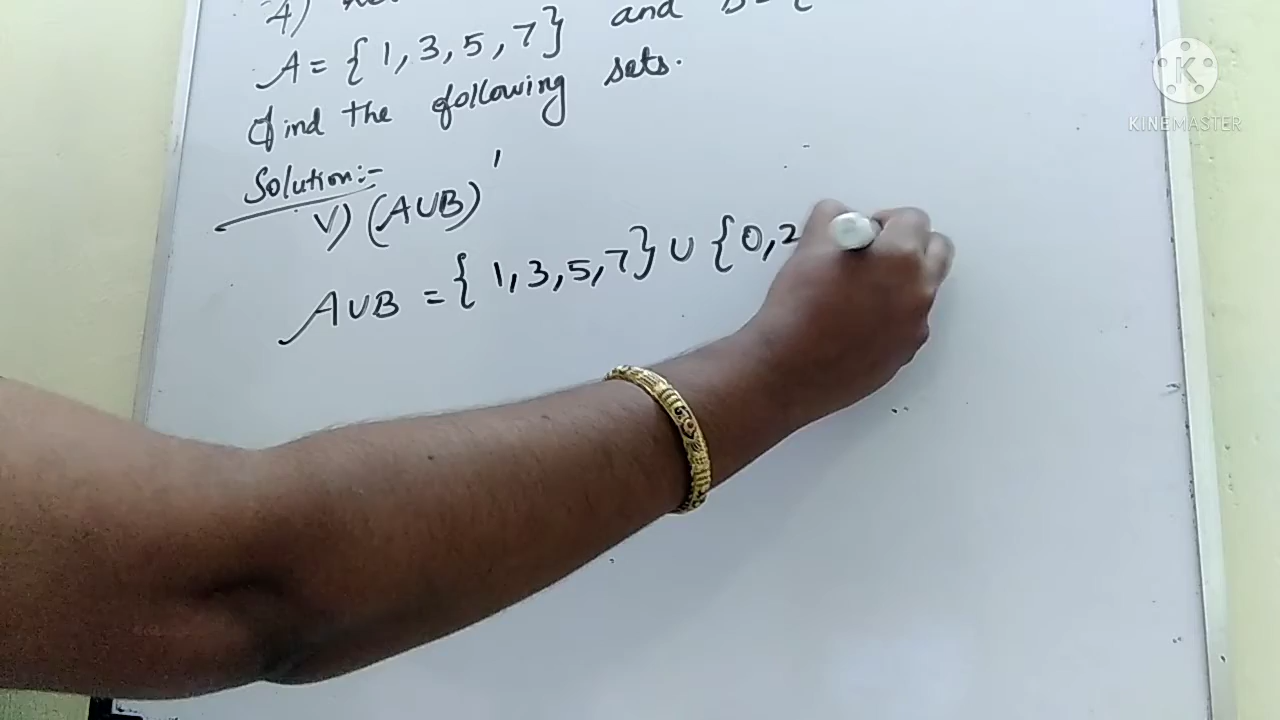 4)
A = { 1, 3, 5, 7 } and B = {
find the following sets.
Solution:-
V) (A∪B)'
A∪B = { 1, 3, 5, 7 } ∪ { 0, 2
K
KINEMASTER